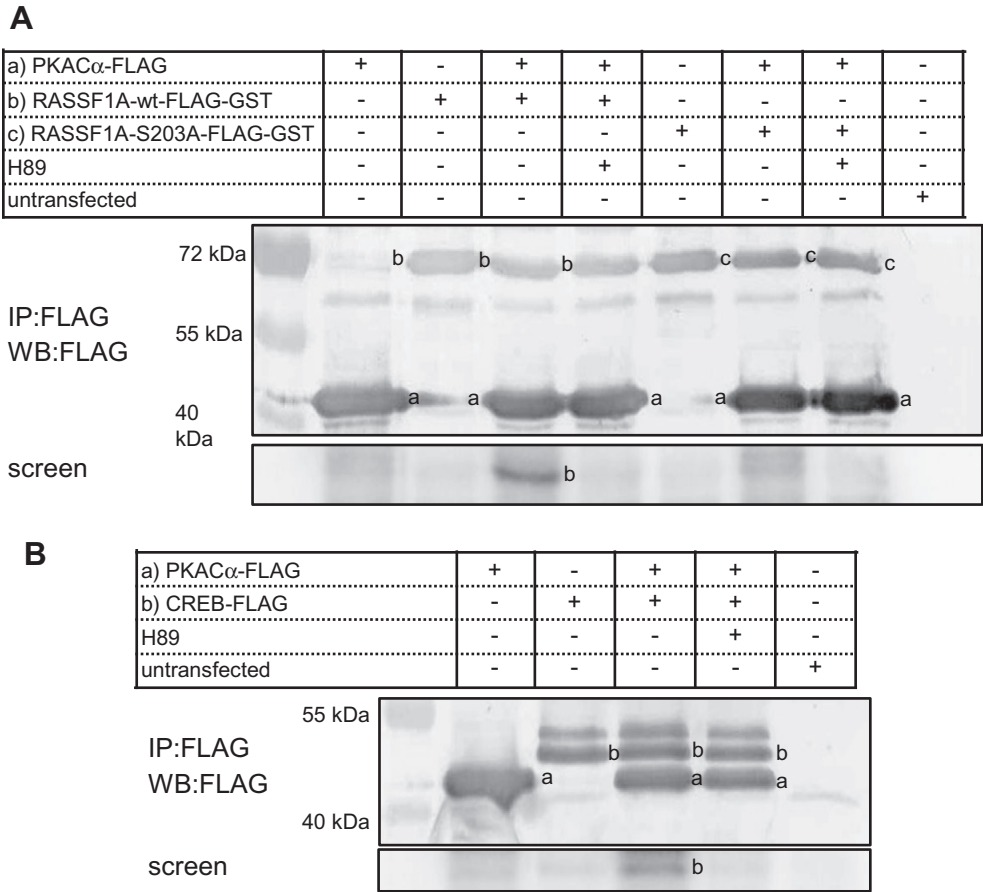 A
a) PKACα-FLAG + - + + - + + -
b) RASSF1A-wt-FLAG-GST - + + + - - - -
c) RASSF1A-S203A-FLAG-GST - - - - + + + -
H89 - - - + - - + -
untransfected - - - - - - - +
72 kDa b b b c c c
IP:FLAG
WB:FLAG
55 kDa
40 kDa a a a a a
screen b
B
a) PKACα-FLAG + - + + -
b) CREB-FLAG - + + + -
H89 - - - + -
untransfected - - - - +
55 kDa
IP:FLAG b b b
WB:FLAG a a a
40 kDa
screen b